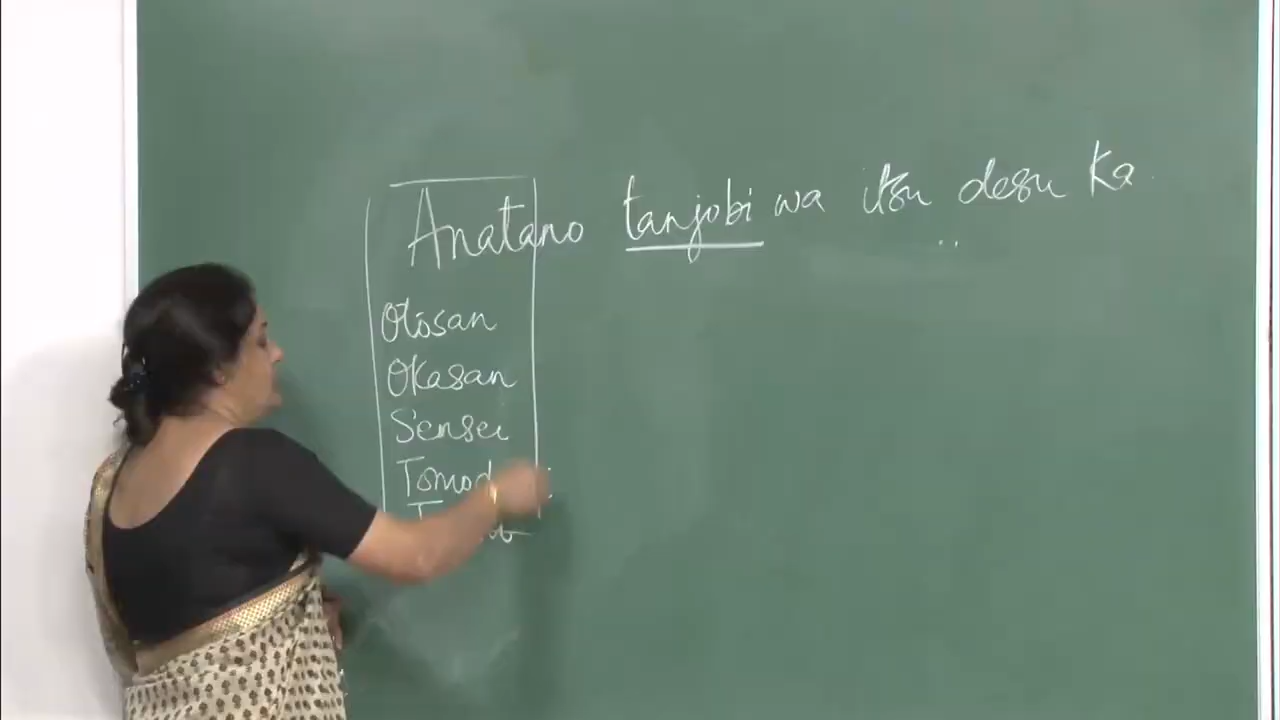 Anatano tanjobi wa itsu desu ka
Otosan
Okasan
Sensei